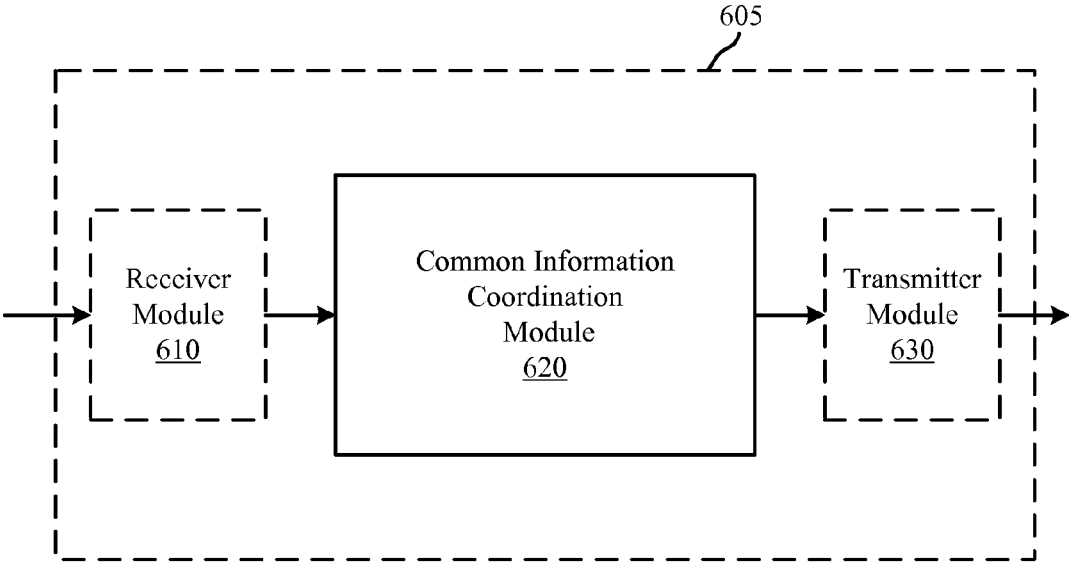 605
Receiver
Module
610
Common Information
Coordination
Module
620
Transmitter
Module
630